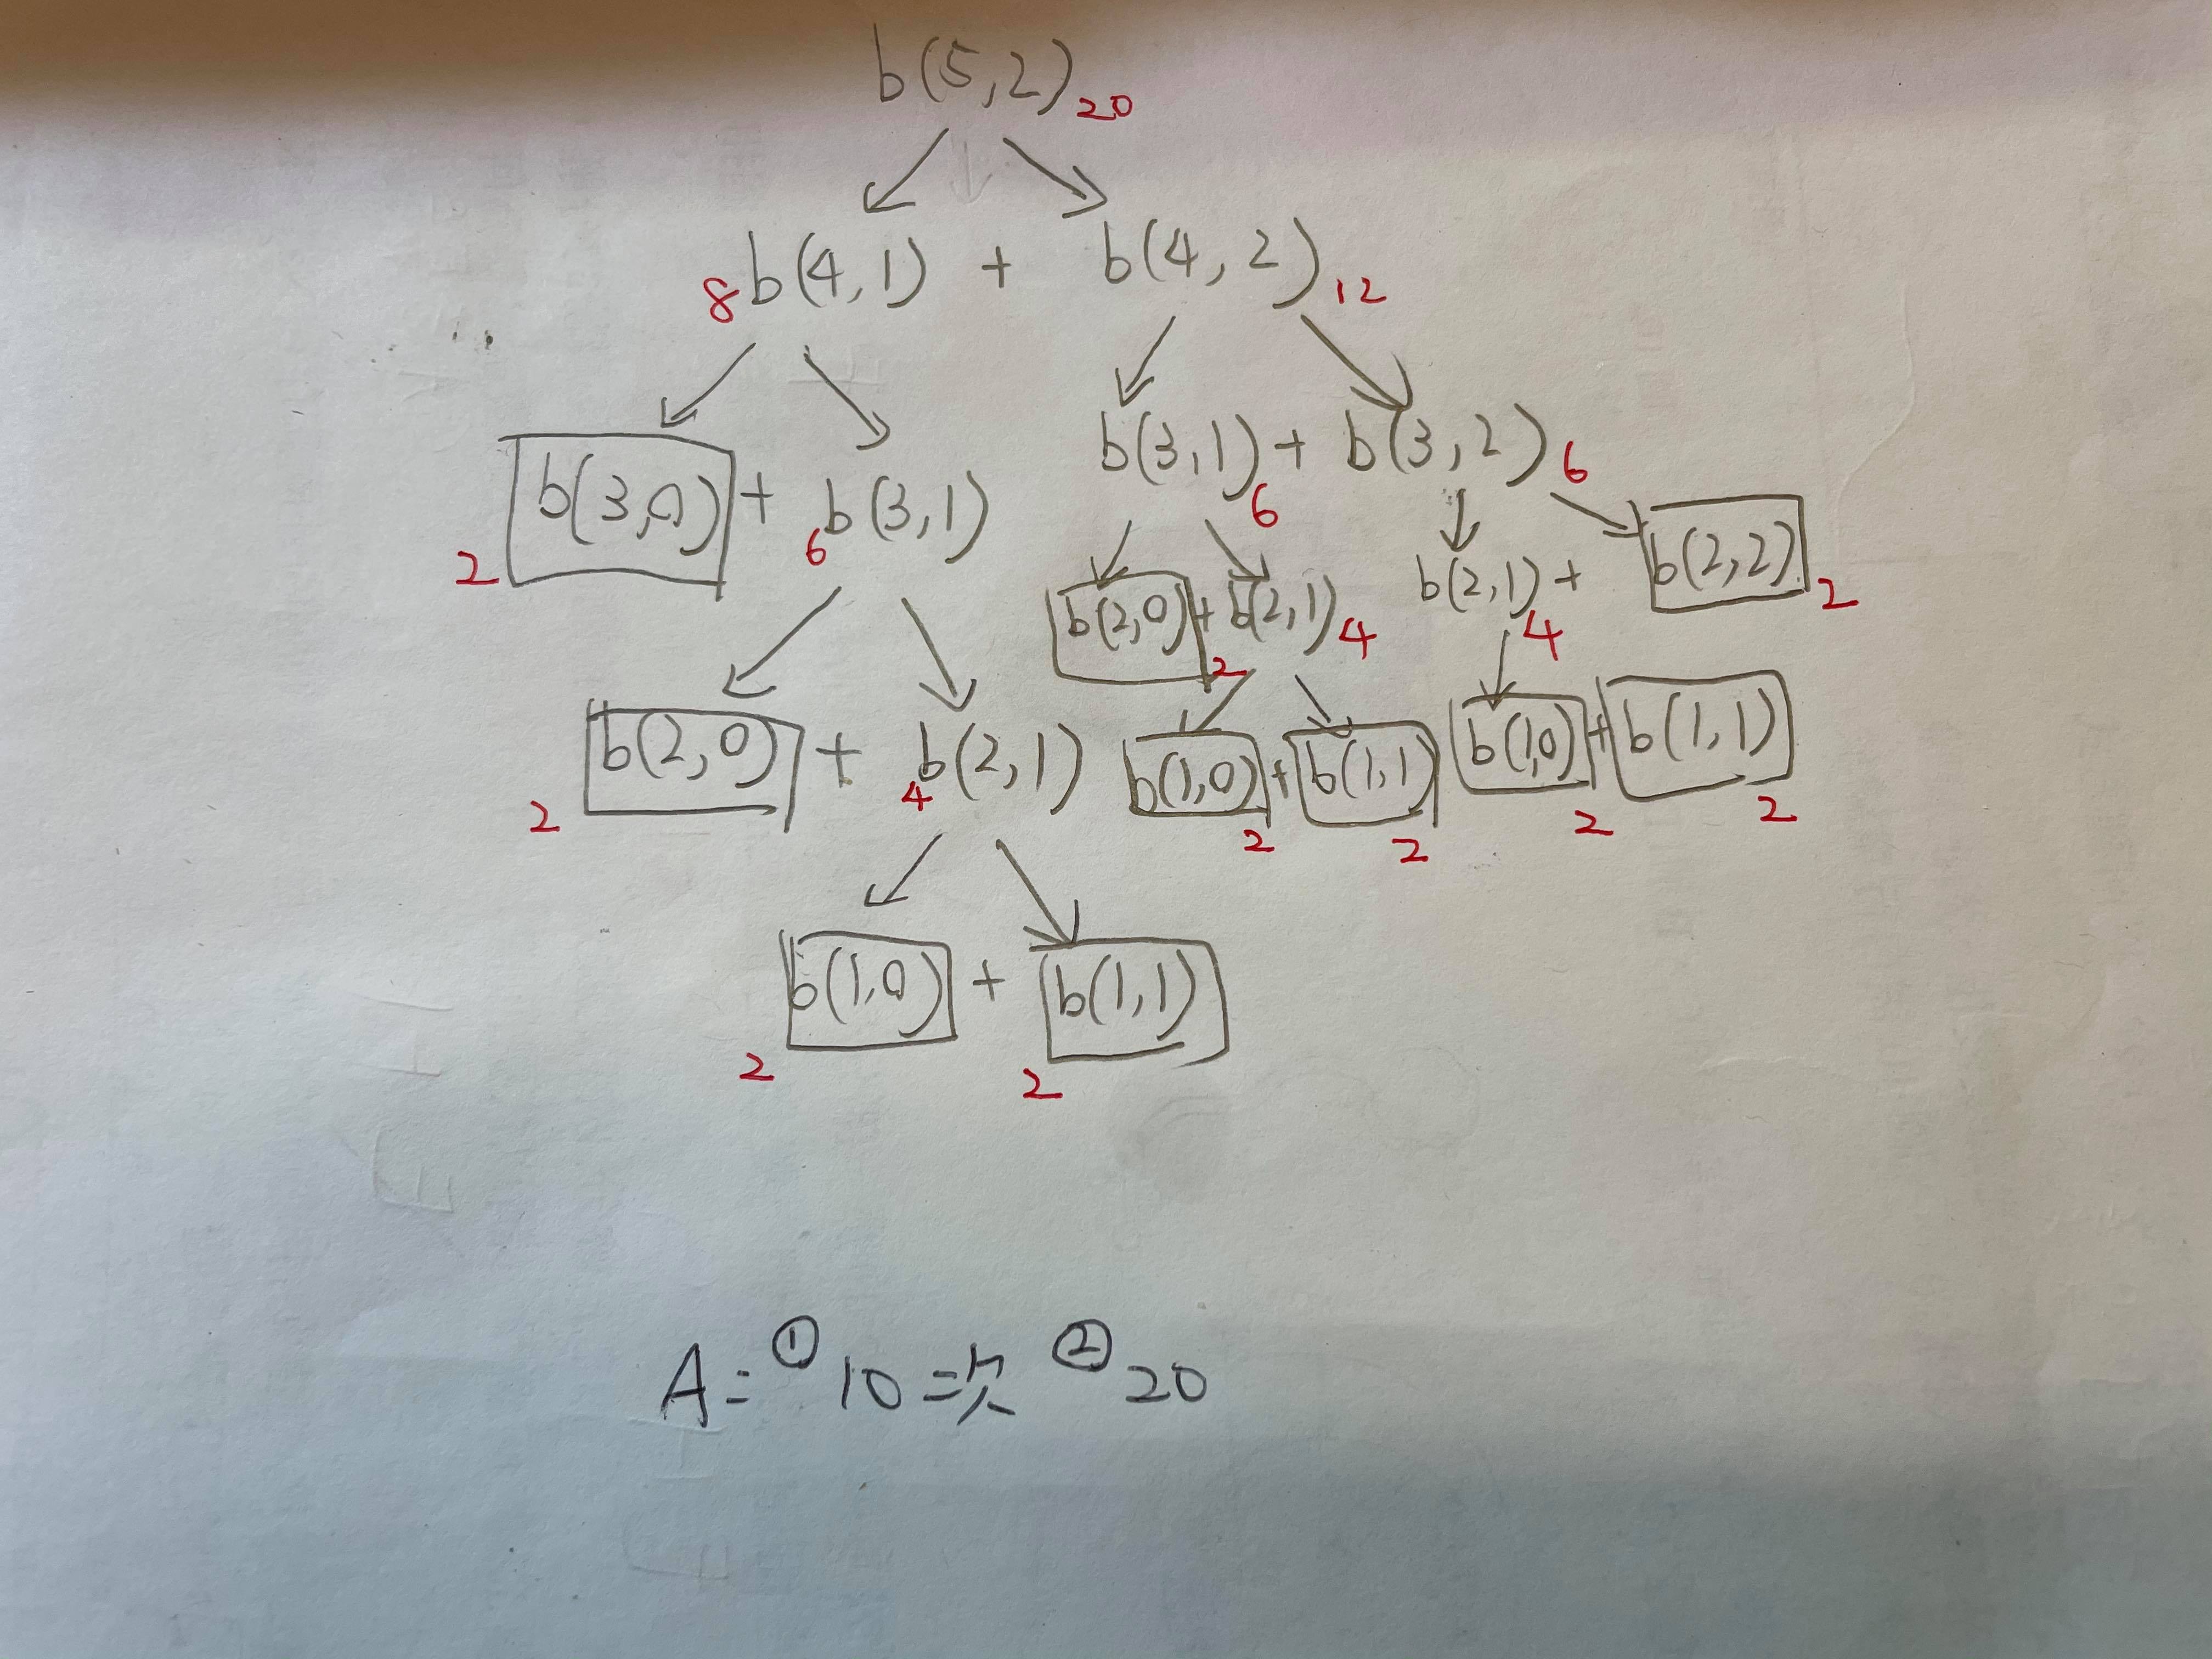 b(5,2) 20
8 b(4,1) + b(4,2) 12
b(3,1) 6 + b(3,2) 6
2 b(3,0) + 6 b(3,1)
b(2,0) 2 + b(2,1) 4 b(2,1) 4 + b(2,2) 2
2 b(2,0) + 4 b(2,1) b(1,0) 2 + b(1,1) 2 b(1,0) 2 + b(1,1) 2
2 b(1,0) + 2 b(1,1)
A= ① 10 ② 20